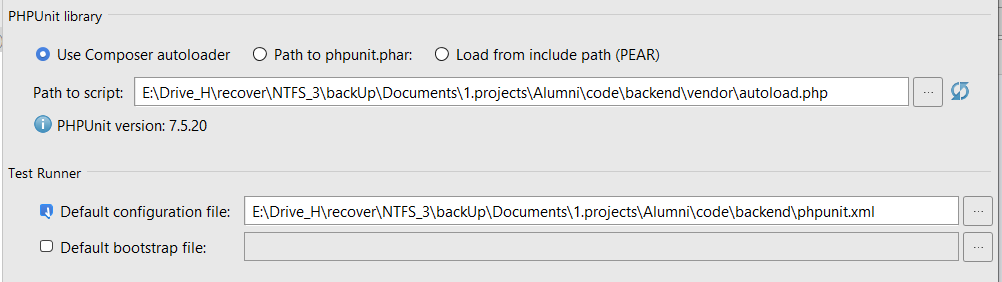 PHPUnit library
Use Composer autoloader Path to phpunit.phar: Load from include path (PEAR)
Path to script: E:\Drive_H\recover\NTFS_3\backUp\Documents\1.projects\Alumni\code\backend\vendor\autoload.php ...
PHPUnit version: 7.5.20
Test Runner
Default configuration file: E:\Drive_H\recover\NTFS_3\backUp\Documents\1.projects\Alumni\code\backend\phpunit.xml ...
Default bootstrap file: ...